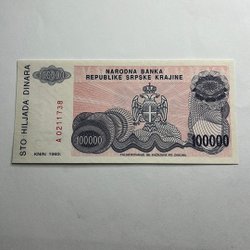 NARODNA BANKA
REPUBLIKE SRPSKE KRAJINE
STO HILJADA DINARA
A 0211738
KNIN 1993.
100000
100000